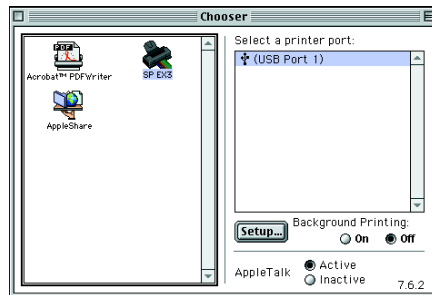 Chooser
PDF
Acrobat™ PDFWriter
SP EX3
AppleShare
Select a printer port:
(USB Port 1)
Setup...
Background Printing:
On Off
AppleTalk
Active
Inactive
7.6.2